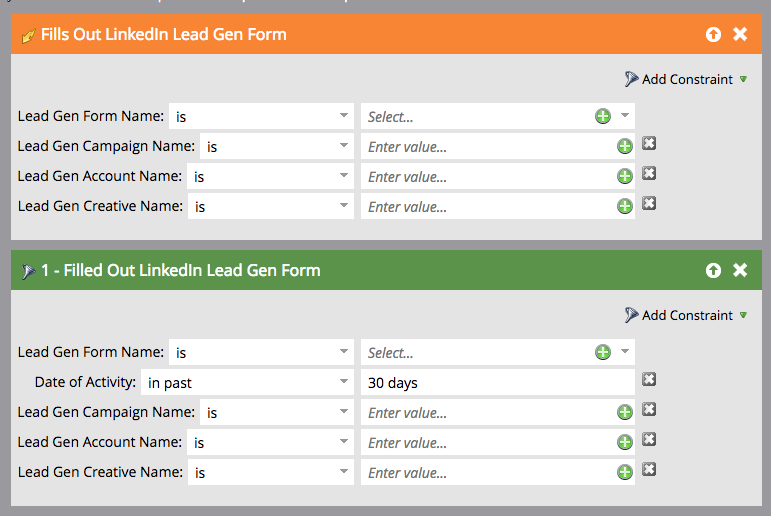 Fills Out LinkedIn Lead Gen Form
Add Constraint
Lead Gen Form Name: is Select...
Lead Gen Campaign Name: is Enter value...
Lead Gen Account Name: is Enter value...
Lead Gen Creative Name: is Enter value...
1 - Filled Out LinkedIn Lead Gen Form
Add Constraint
Lead Gen Form Name: is Select...
Date of Activity: in past 30 days
Lead Gen Campaign Name: is Enter value...
Lead Gen Account Name: is Enter value...
Lead Gen Creative Name: is Enter value...